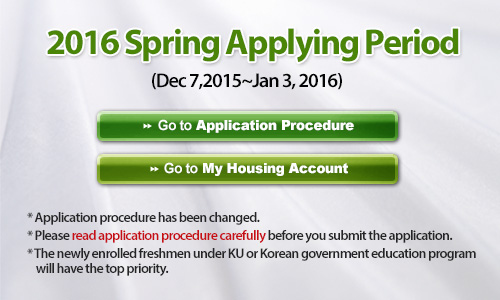 2016 Spring Applying Period
(Dec 7,2015~Jan 3, 2016)
Go to Application Procedure
Go to My Housing Account
* Application procedure has been changed.
* Please read application procedure carefully before you submit the application.
* The newly enrolled freshmen under KU or Korean government education program
will have the top priority.